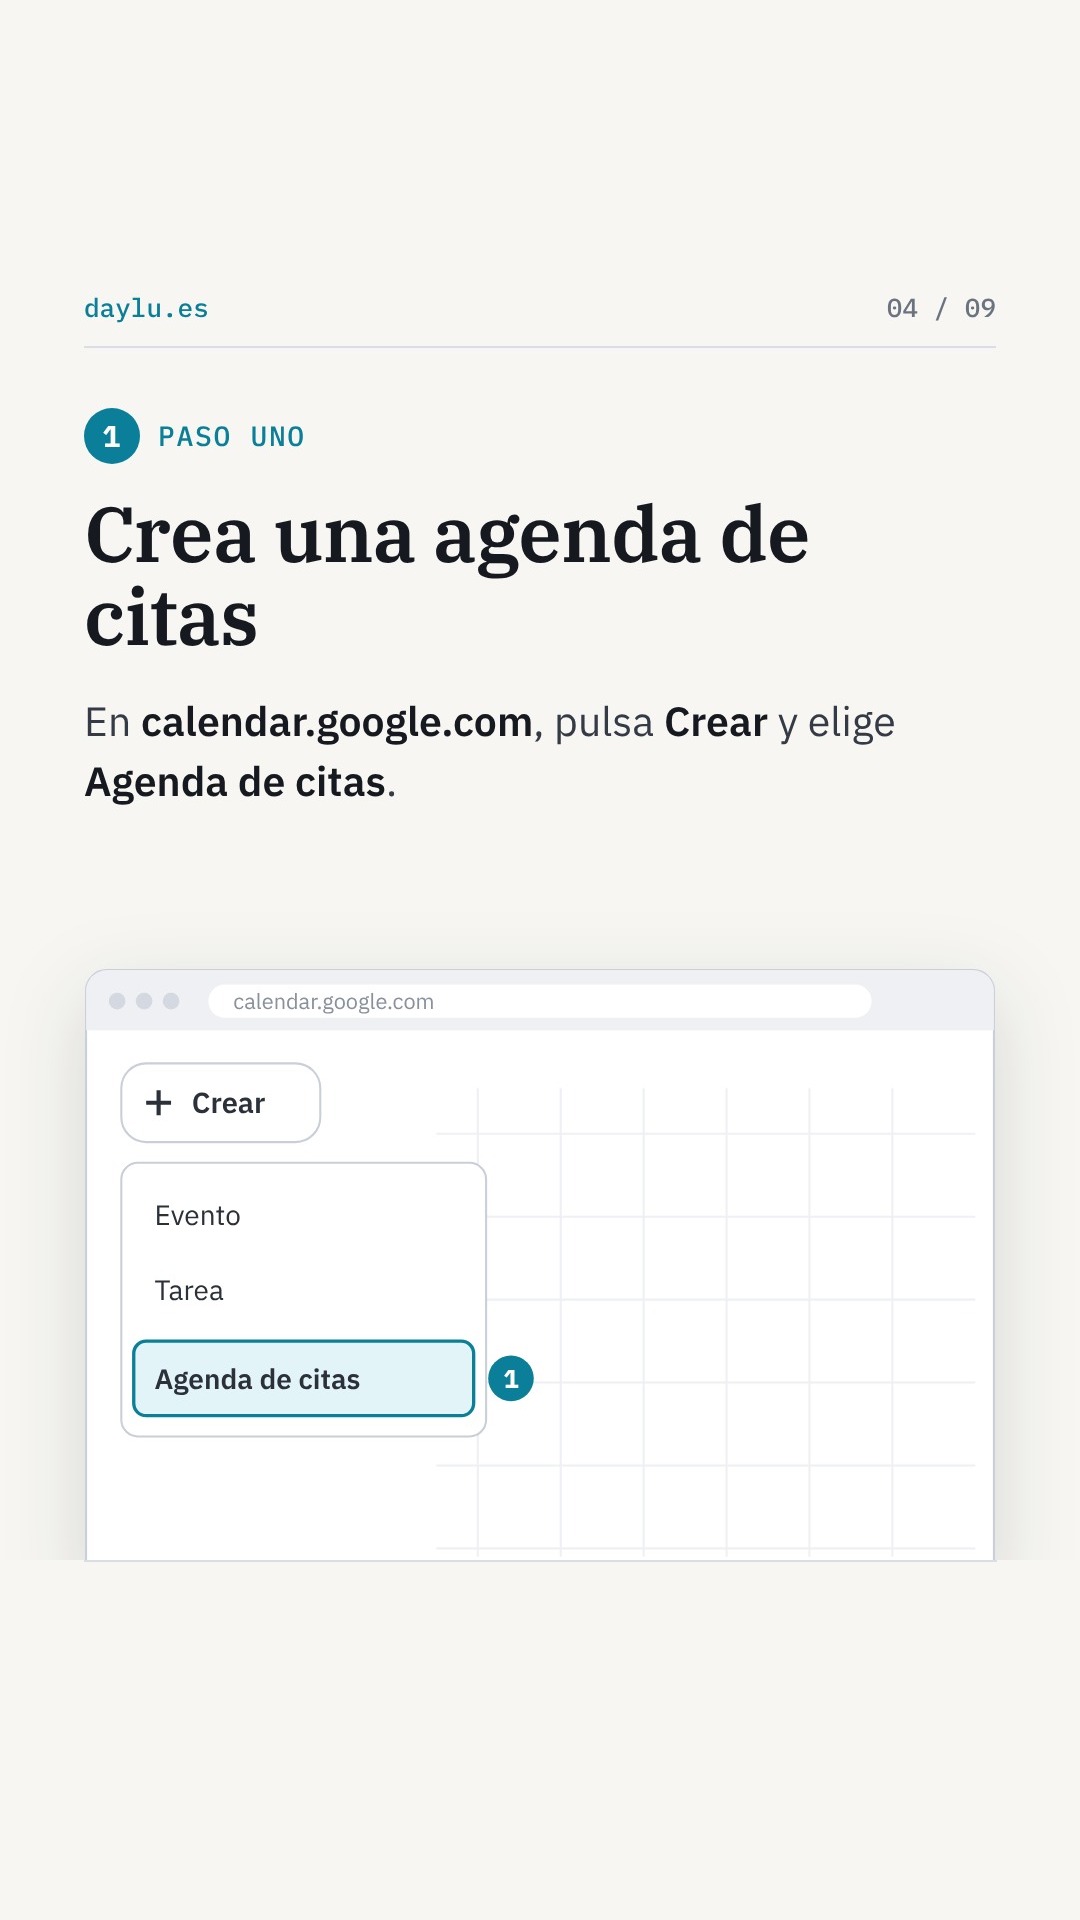 daylu.es
04 / 09
1 PASO UNO
Crea una agenda de
citas
En calendar.google.com, pulsa Crear y elige
Agenda de citas.
calendar.google.com
+ Crear
Evento
Tarea
Agenda de citas
1